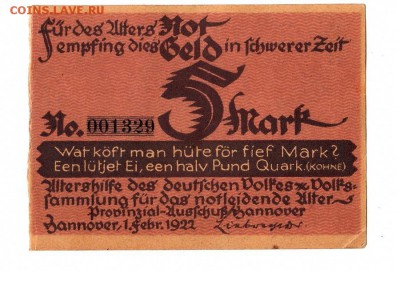 СОINS.LAVE.RU
Für des Alters Not
empfing dies Geld in schwerer Zeit
5 Mark
No. 001329
Wat köft man hüte för fief Mark?
Een lütjet Ei, een halv Pund Quark. (KÖHNE)
Altershilfe des deutschen Volkes ✻ Volks-
sammlung für das notleidende Alter ✻
Provinzial-Ausschuß Hannover
Hannover, 1. Febr. 1922